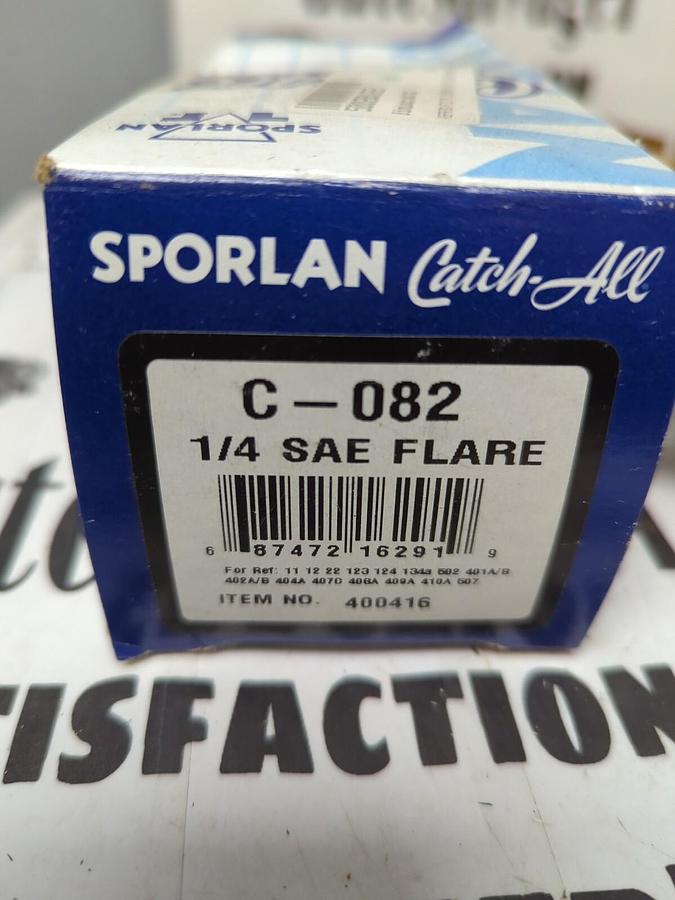 SPORLAN
SPORLAN Catch-All
C-082
1/4 SAE FLARE
6 87472 16291 9
For Ref: 11 12 22 123 124 134a 502 401A/B
402A/B 404A 407C 408A 409A 410A 507
ITEM NO. 400416
TISFACTION